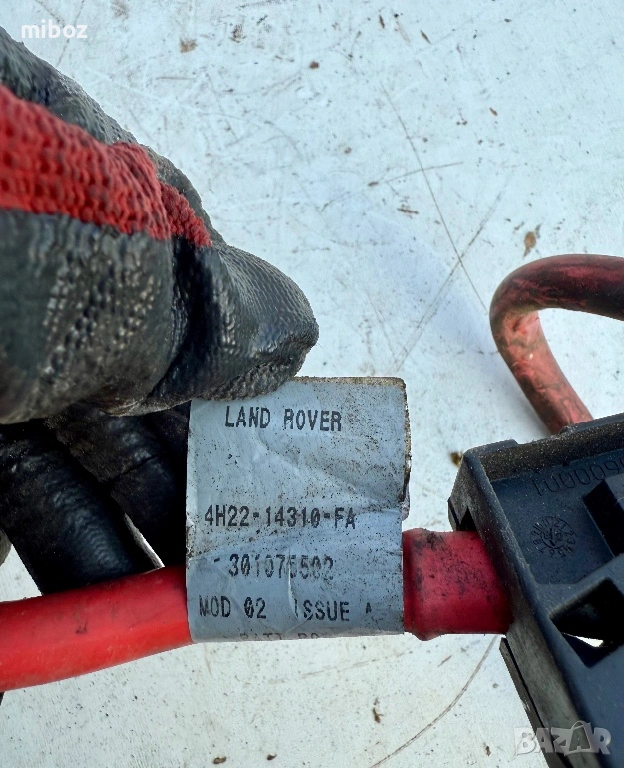 miboz
LAND ROVER
4H22-14310-FA
301075502
MOD 02 ISSUE A
BAZAR